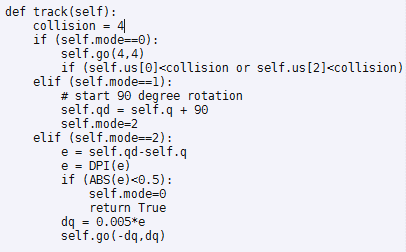 def track(self):
    collision = 4
    if (self.mode==0):
        self.go(4,4)
        if (self.us[0]<collision or self.us[2]<collision)
    elif (self.mode==1):
        # start 90 degree rotation
        self.qd = self.q + 90
        self.mode=2
    elif (self.mode==2):
        e = self.qd-self.q
        e = DPI(e)
        if (ABS(e)<0.5):
            self.mode=0
            return True
        dq = 0.005*e
        self.go(-dq,dq)